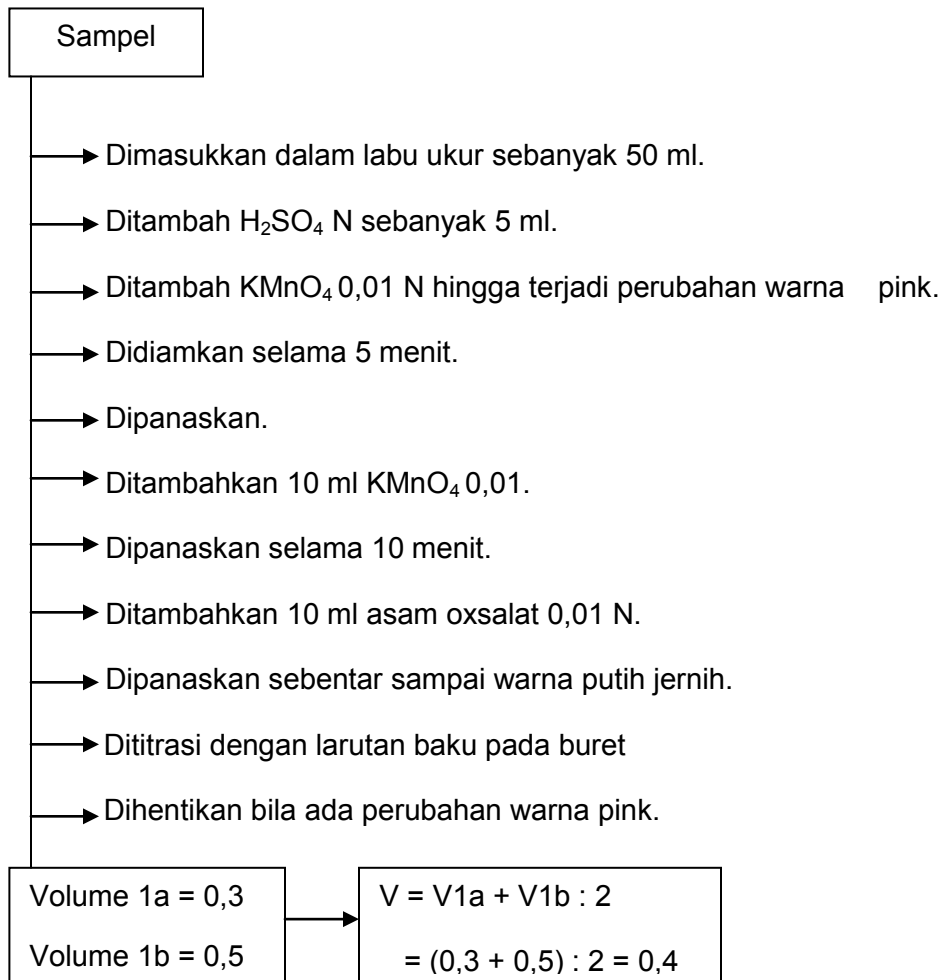 Sampel
Dimasukkan dalam labu ukur sebanyak 50 ml.
Ditambah H₂SO₄ N sebanyak 5 ml.
Ditambah KMnO₄ 0,01 N hingga terjadi perubahan warna pink.
Didiamkan selama 5 menit.
Dipanaskan.
Ditambahkan 10 ml KMnO₄ 0,01.
Dipanaskan selama 10 menit.
Ditambahkan 10 ml asam oxsalat 0,01 N.
Dipanaskan sebentar sampai warna putih jernih.
Dititrasi dengan larutan baku pada buret
Dihentikan bila ada perubahan warna pink.
Volume 1a = 0,3
Volume 1b = 0,5
V = V1a + V1b : 2
= (0,3 + 0,5) : 2 = 0,4